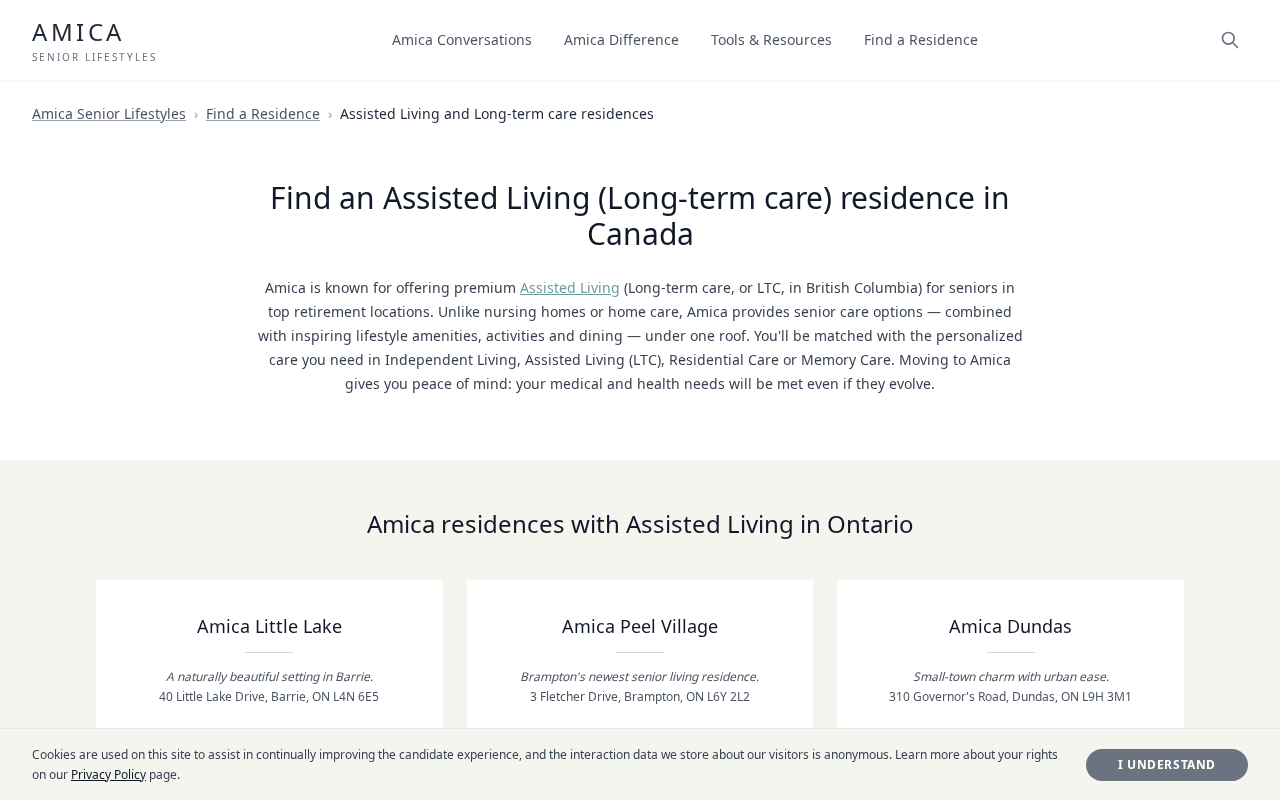 AMICA
SENIOR LIFESTYLES
Amica Conversations
Amica Difference
Tools & Resources
Find a Residence
Amica Senior Lifestyles › Find a Residence › Assisted Living and Long-term care residences
Find an Assisted Living (Long-term care) residence in
Canada
Amica is known for offering premium Assisted Living (Long-term care, or LTC, in British Columbia) for seniors in
top retirement locations. Unlike nursing homes or home care, Amica provides senior care options — combined
with inspiring lifestyle amenities, activities and dining — under one roof. You'll be matched with the personalized
care you need in Independent Living, Assisted Living (LTC), Residential Care or Memory Care. Moving to Amica
gives you peace of mind: your medical and health needs will be met even if they evolve.
Amica residences with Assisted Living in Ontario
Amica Little Lake
A naturally beautiful setting in Barrie.
40 Little Lake Drive, Barrie, ON L4N 6E5
Amica Peel Village
Brampton's newest senior living residence.
3 Fletcher Drive, Brampton, ON L6Y 2L2
Amica Dundas
Small-town charm with urban ease.
310 Governor's Road, Dundas, ON L9H 3M1
Cookies are used on this site to assist in continually improving the candidate experience, and the interaction data we store about our visitors is anonymous. Learn more about your rights
on our Privacy Policy page.
I UNDERSTAND